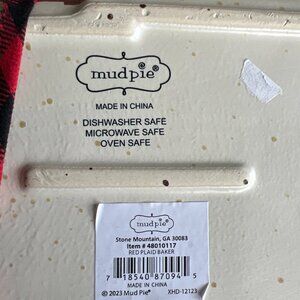 mudpie®
MADE IN CHINA
DISHWASHER SAFE
MICROWAVE SAFE
OVEN SAFE
mudpie
Stone Mountain, GA 30083
Item # 48010117
RED PLAID BAKER
7 18540 87094 5
MADE IN CHINA
© 2023 Mud Pie® XHD-12123